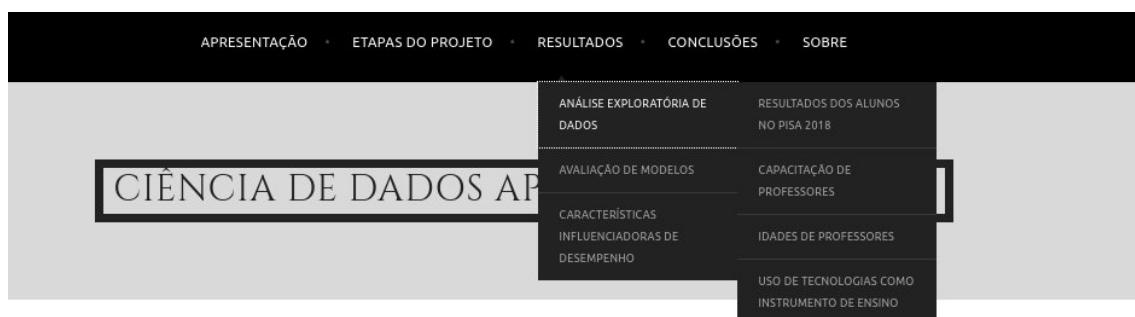 APRESENTAÇÃO • ETAPAS DO PROJETO • RESULTADOS • CONCLUSÕES • SOBRE
ANÁLISE EXPLORATÓRIA DE
DADOS
AVALIAÇÃO DE MODELOS
CARACTERÍSTICAS
INFLUENCIADORAS DE
DESEMPENHO
RESULTADOS DOS ALUNOS
NO PISA 2018
CAPACITAÇÃO DE
PROFESSORES
IDADES DE PROFESSORES
USO DE TECNOLOGIAS COMO
INSTRUMENTO DE ENSINO
CIÊNCIA DE DADOS AP